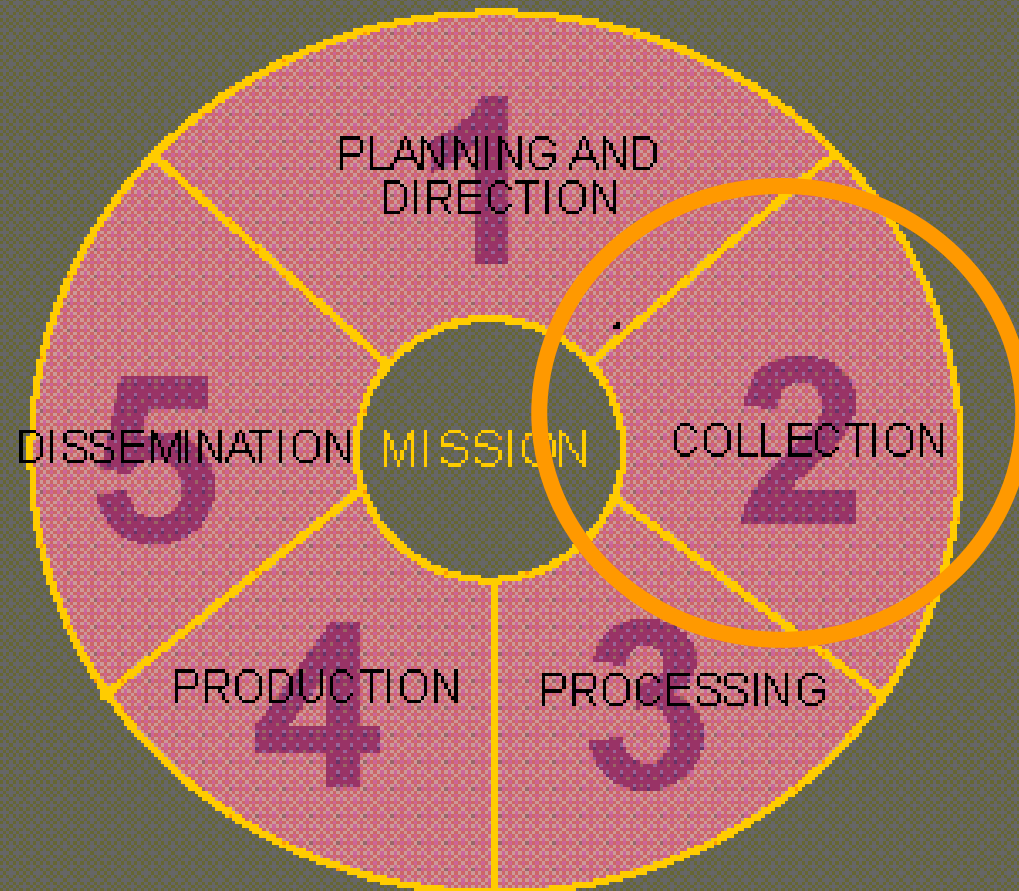 1
PLANNING AND
DIRECTION
2
COLLECTION
3
PROCESSING
4
PRODUCTION
5
DISSEMINATION
MISSION